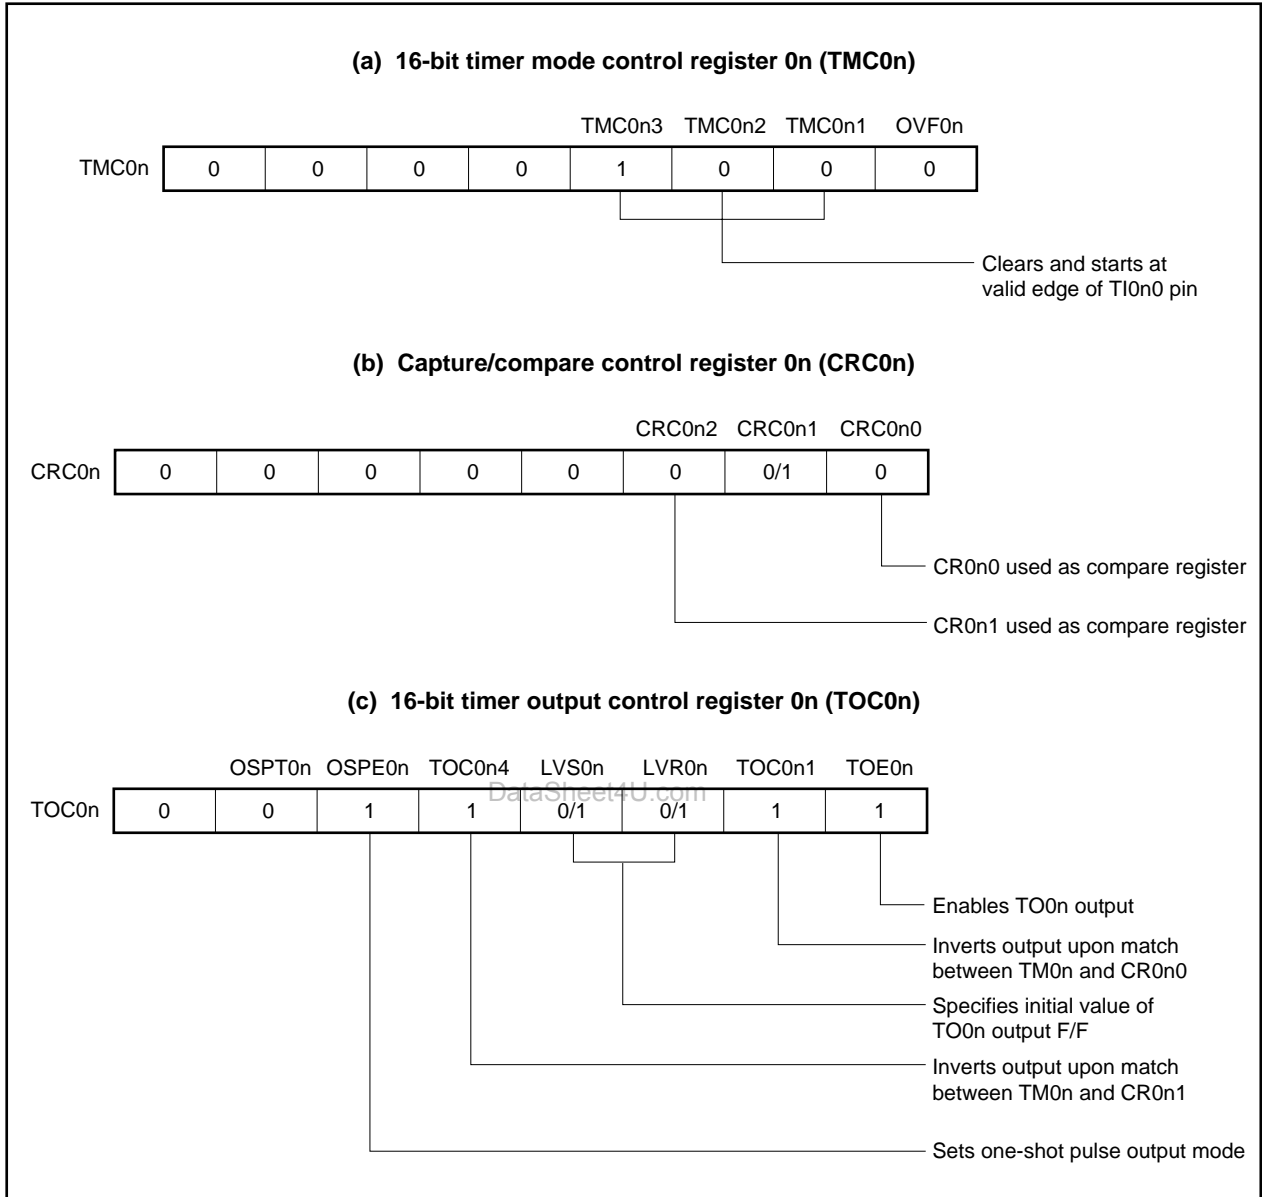 (a) 16-bit timer mode control register 0n (TMC0n)
TMC0n3 TMC0n2 TMC0n1 OVF0n
TMC0n 0 0 0 0 1 0 0 0
Clears and starts at
valid edge of TI0n0 pin
(b) Capture/compare control register 0n (CRC0n)
CRC0n2 CRC0n1 CRC0n0
CRC0n 0 0 0 0 0 0 0/1 0
CR0n0 used as compare register
CR0n1 used as compare register
(c) 16-bit timer output control register 0n (TOC0n)
OSPT0n OSPE0n TOC0n4 LVS0n LVR0n TOC0n1 TOE0n
DataSheet4U.com
TOC0n 0 0 1 1 0/1 0/1 1 1
Enables TO0n output
Inverts output upon match
between TM0n and CR0n0
Specifies initial value of
TO0n output F/F
Inverts output upon match
between TM0n and CR0n1
Sets one-shot pulse output mode